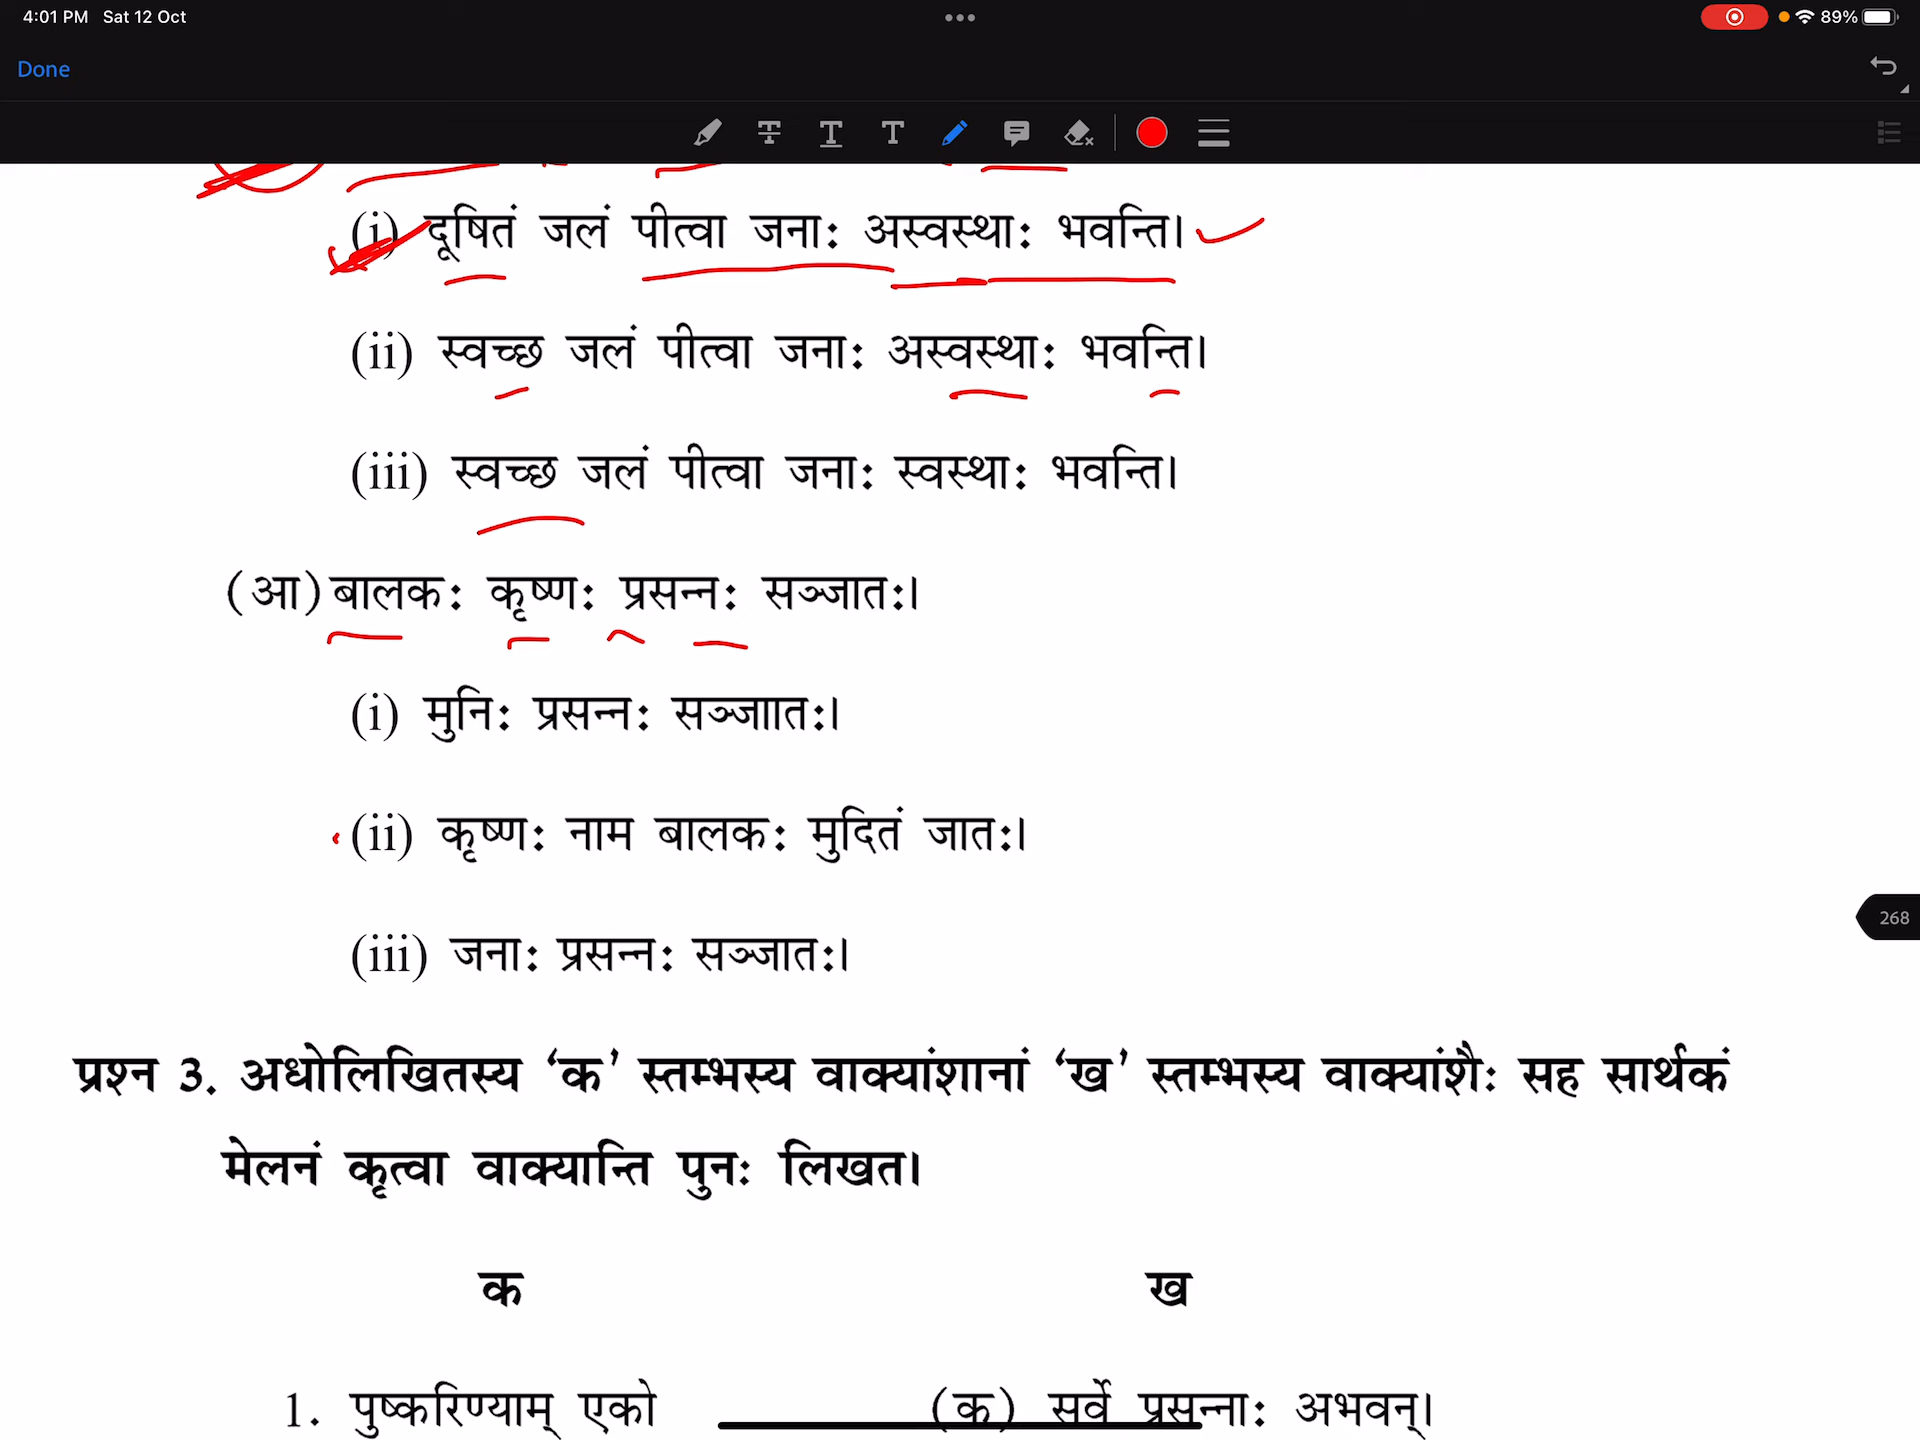 4:01 PM Sat 12 Oct
89%
Done
(i) दूषितं जलं पीत्वा जनाः अस्वस्थाः भवन्ति।
(ii) स्वच्छ जलं पीत्वा जनाः अस्वस्थाः भवन्ति।
(iii) स्वच्छ जलं पीत्वा जनाः स्वस्थाः भवन्ति।
(आ) बालकः कृष्णः प्रसन्नः सञ्जातः।
(i) मुनिः प्रसन्नः सञ्जाातः।
(ii) कृष्णः नाम बालकः मुदितं जातः।
268
(iii) जनाः प्रसन्नः सञ्जातः।
प्रश्न 3. अधोलिखितस्य ‘क’ स्तम्भस्य वाक्यांशानां ‘ख’ स्तम्भस्य वाक्यांशैः सह सार्थकं
मेलनं कृत्वा वाक्यान्ति पुनः लिखत।
क ख
1. पुष्करिण्याम् एको (क) सर्वे प्रसन्नाः अभवन्।